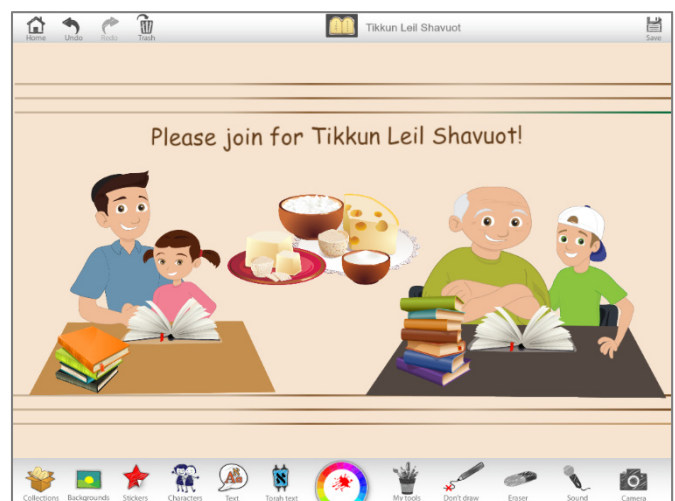 Tikkun Leil Shavuot
Home
Undo
Redo
Trash
Save
Please join for Tikkun Leil Shavuot!
Collections
Backgrounds
Stickers
Characters
Text
Torah text
My tools
Don't draw
Eraser
Sound
Camera